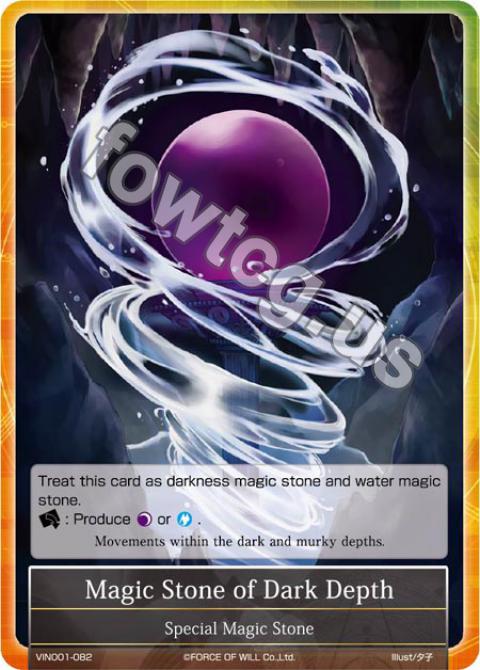 fowtcg.us
Treat this card as darkness magic stone and water magic
stone.
: Produce or .
Movements within the dark and murky depths.
Magic Stone of Dark Depth
Special Magic Stone
VIN001-082 ©FORCE OF WILL Co.,Ltd. Illust/夕子